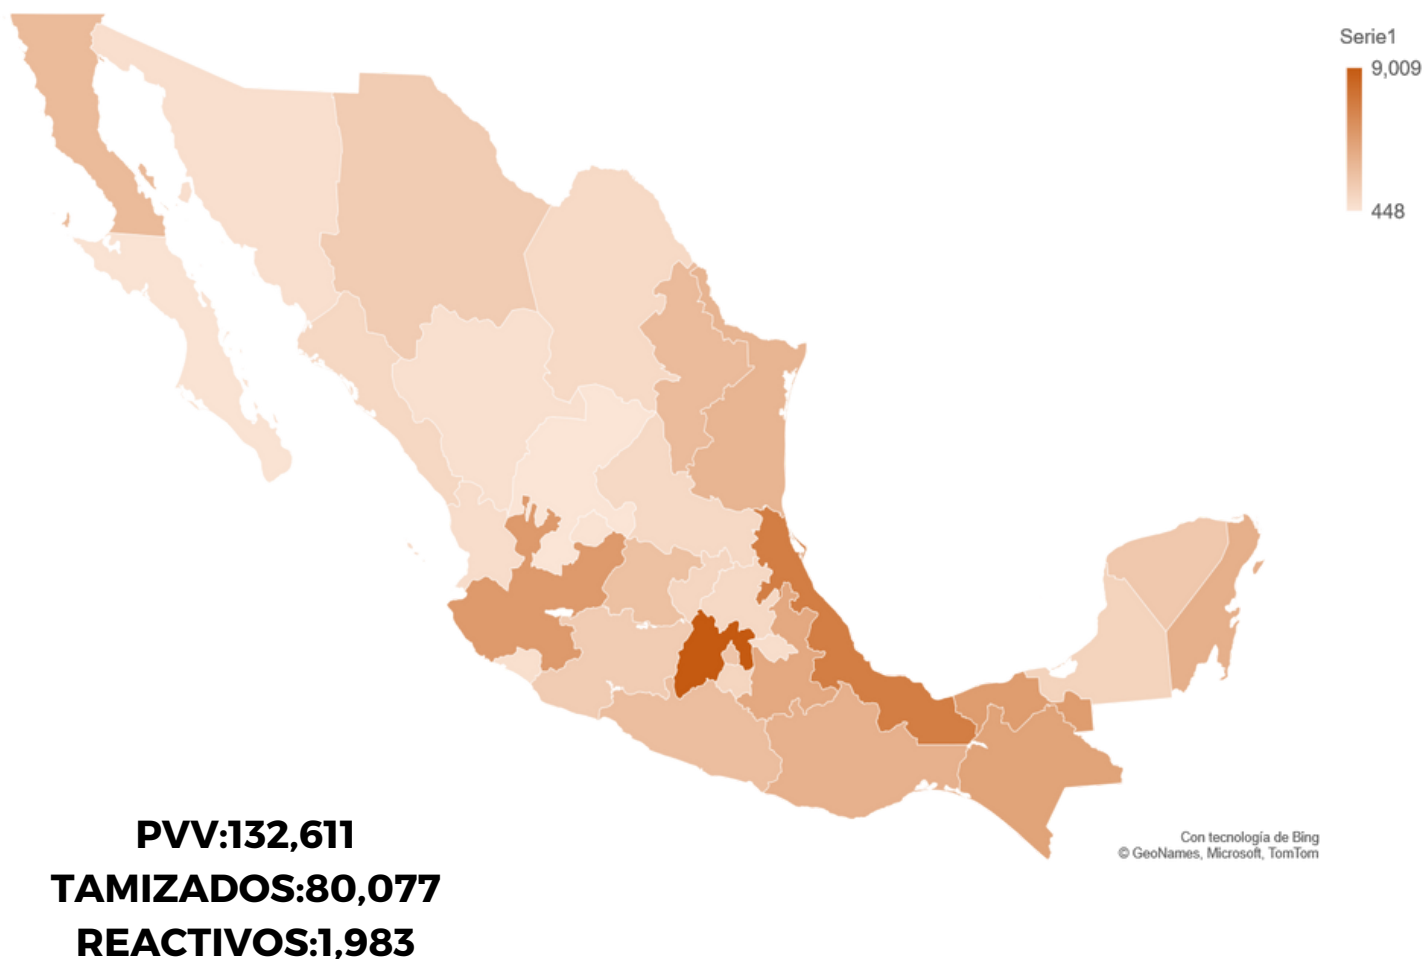 Serie1
9,009
448
PVV:132,611
TAMIZADOS:80,077
REACTIVOS:1,983
Con tecnología de Bing
© GeoNames, Microsoft, TomTom